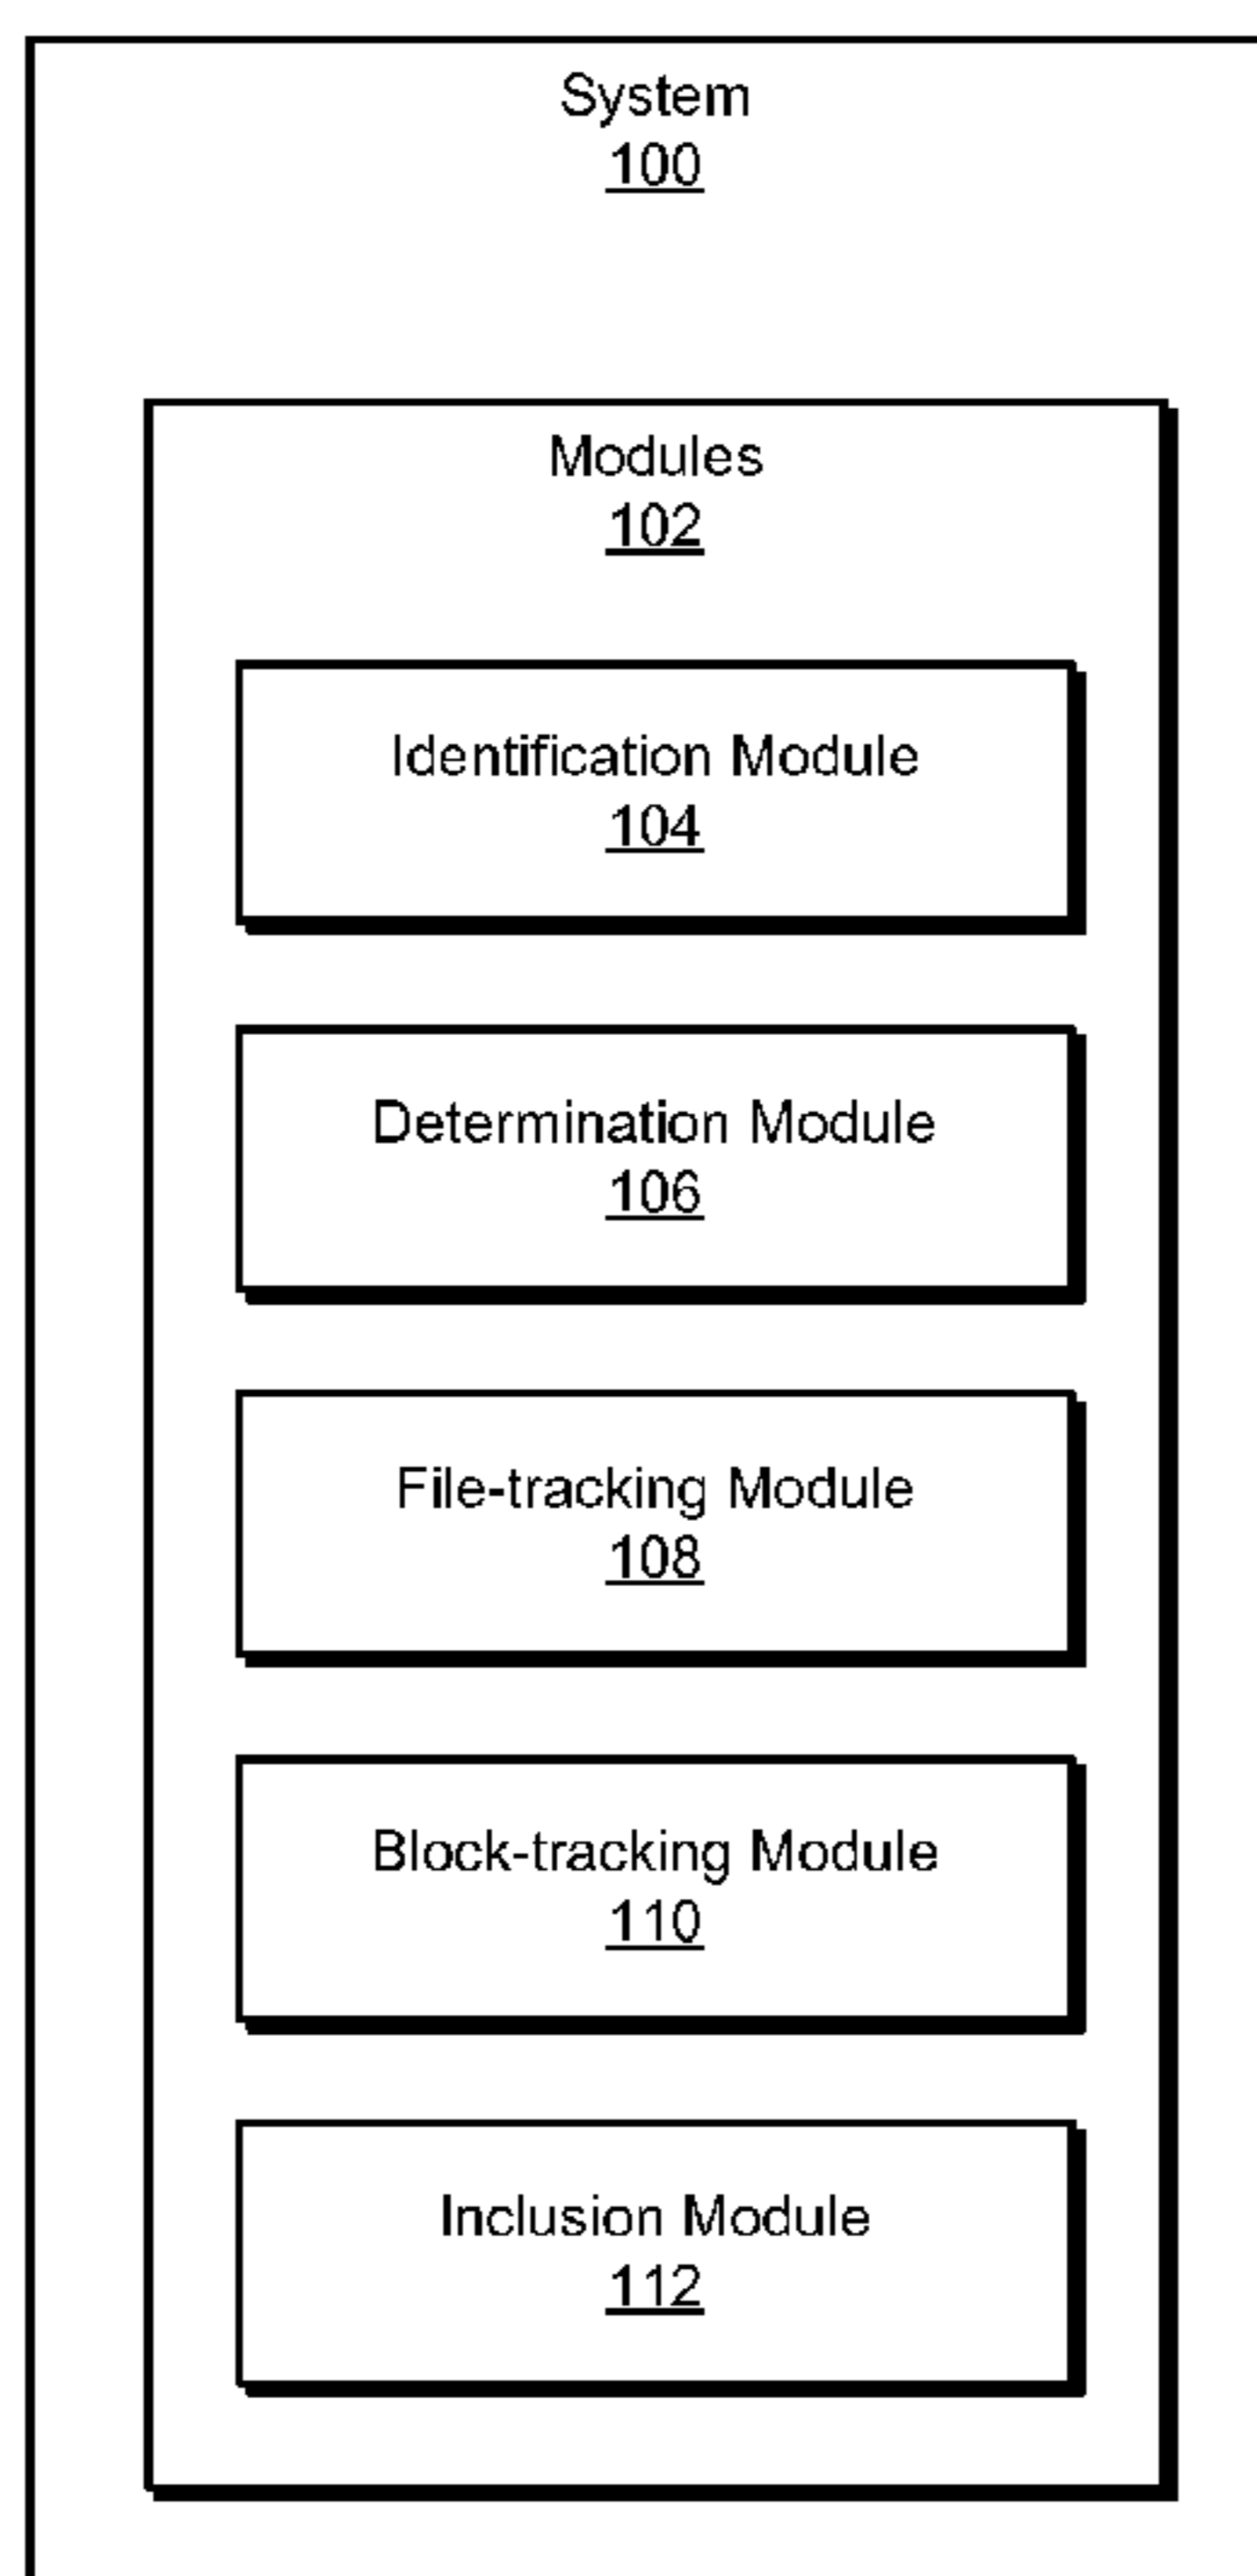 System
100
Modules
102
Identification Module
104
Determination Module
106
File-tracking Module
108
Block-tracking Module
110
Inclusion Module
112